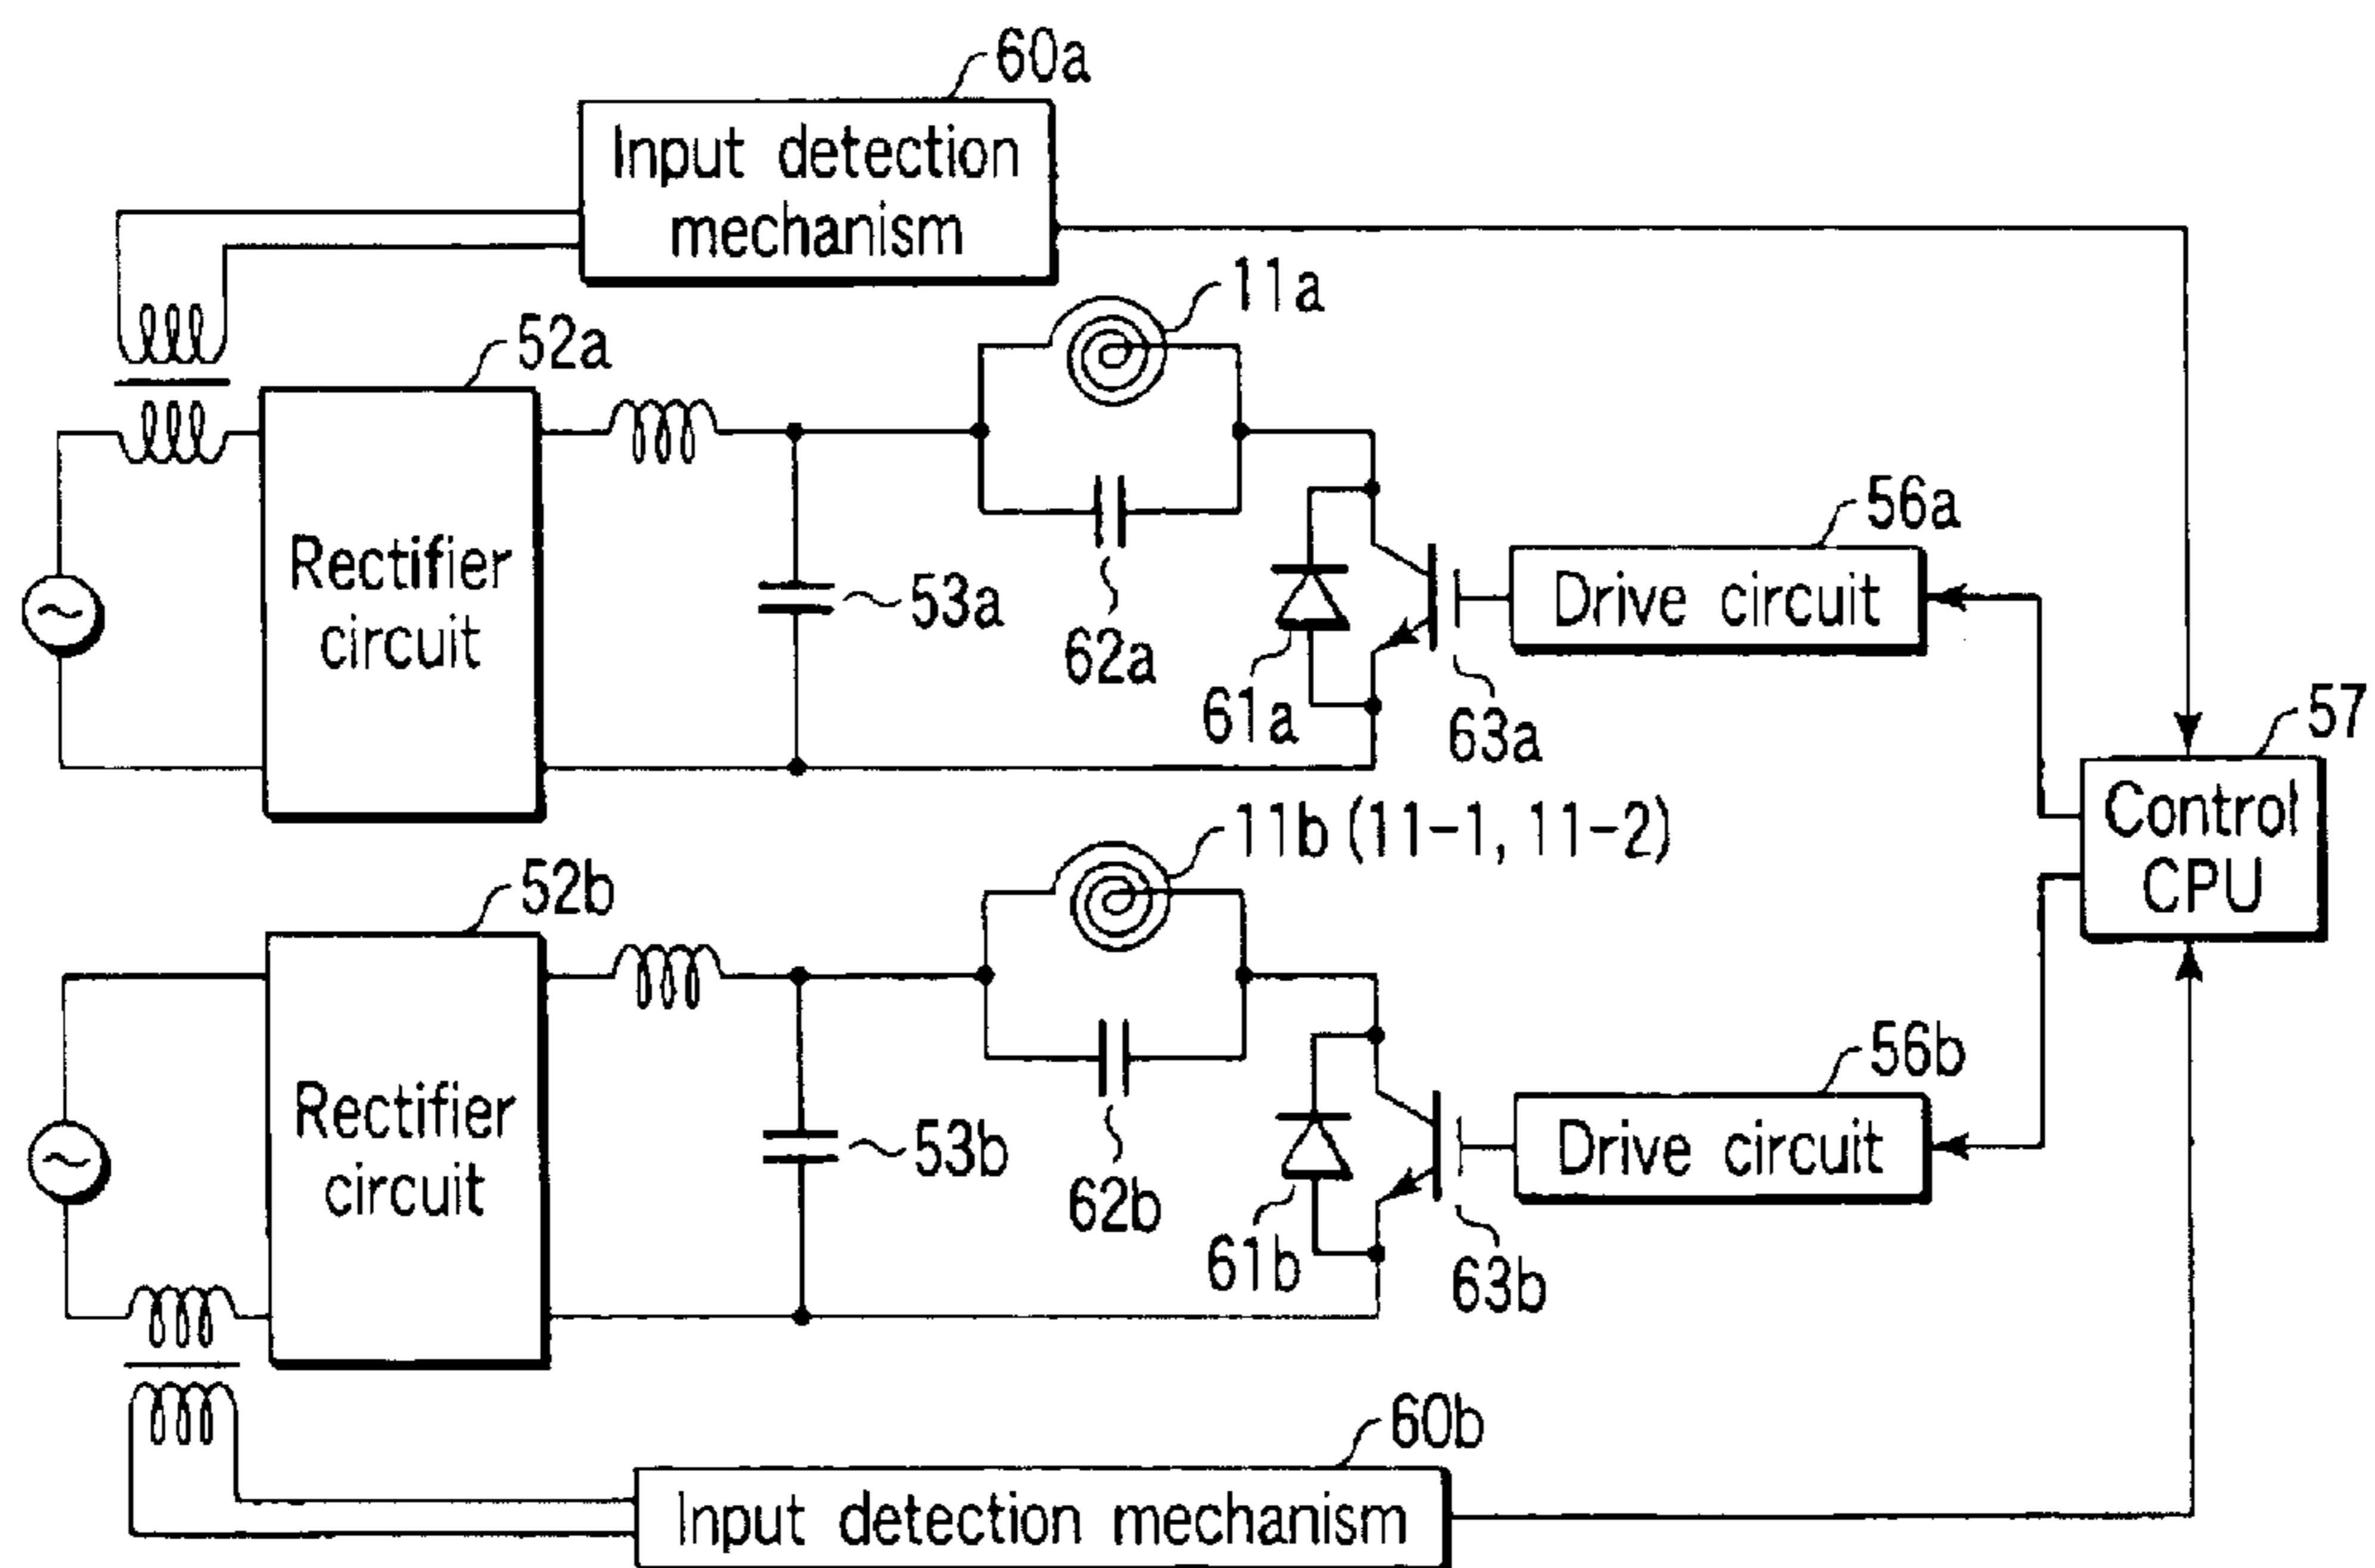 60a
Input detection
mechanism
11a
52a
56a
Rectifier
circuit
53a
Drive circuit
62a
61a
63a
57
Control
CPU
11b (11-1, 11-2)
52b
56b
Rectifier
circuit
53b
Drive circuit
62b
61b
63b
60b
Input detection mechanism